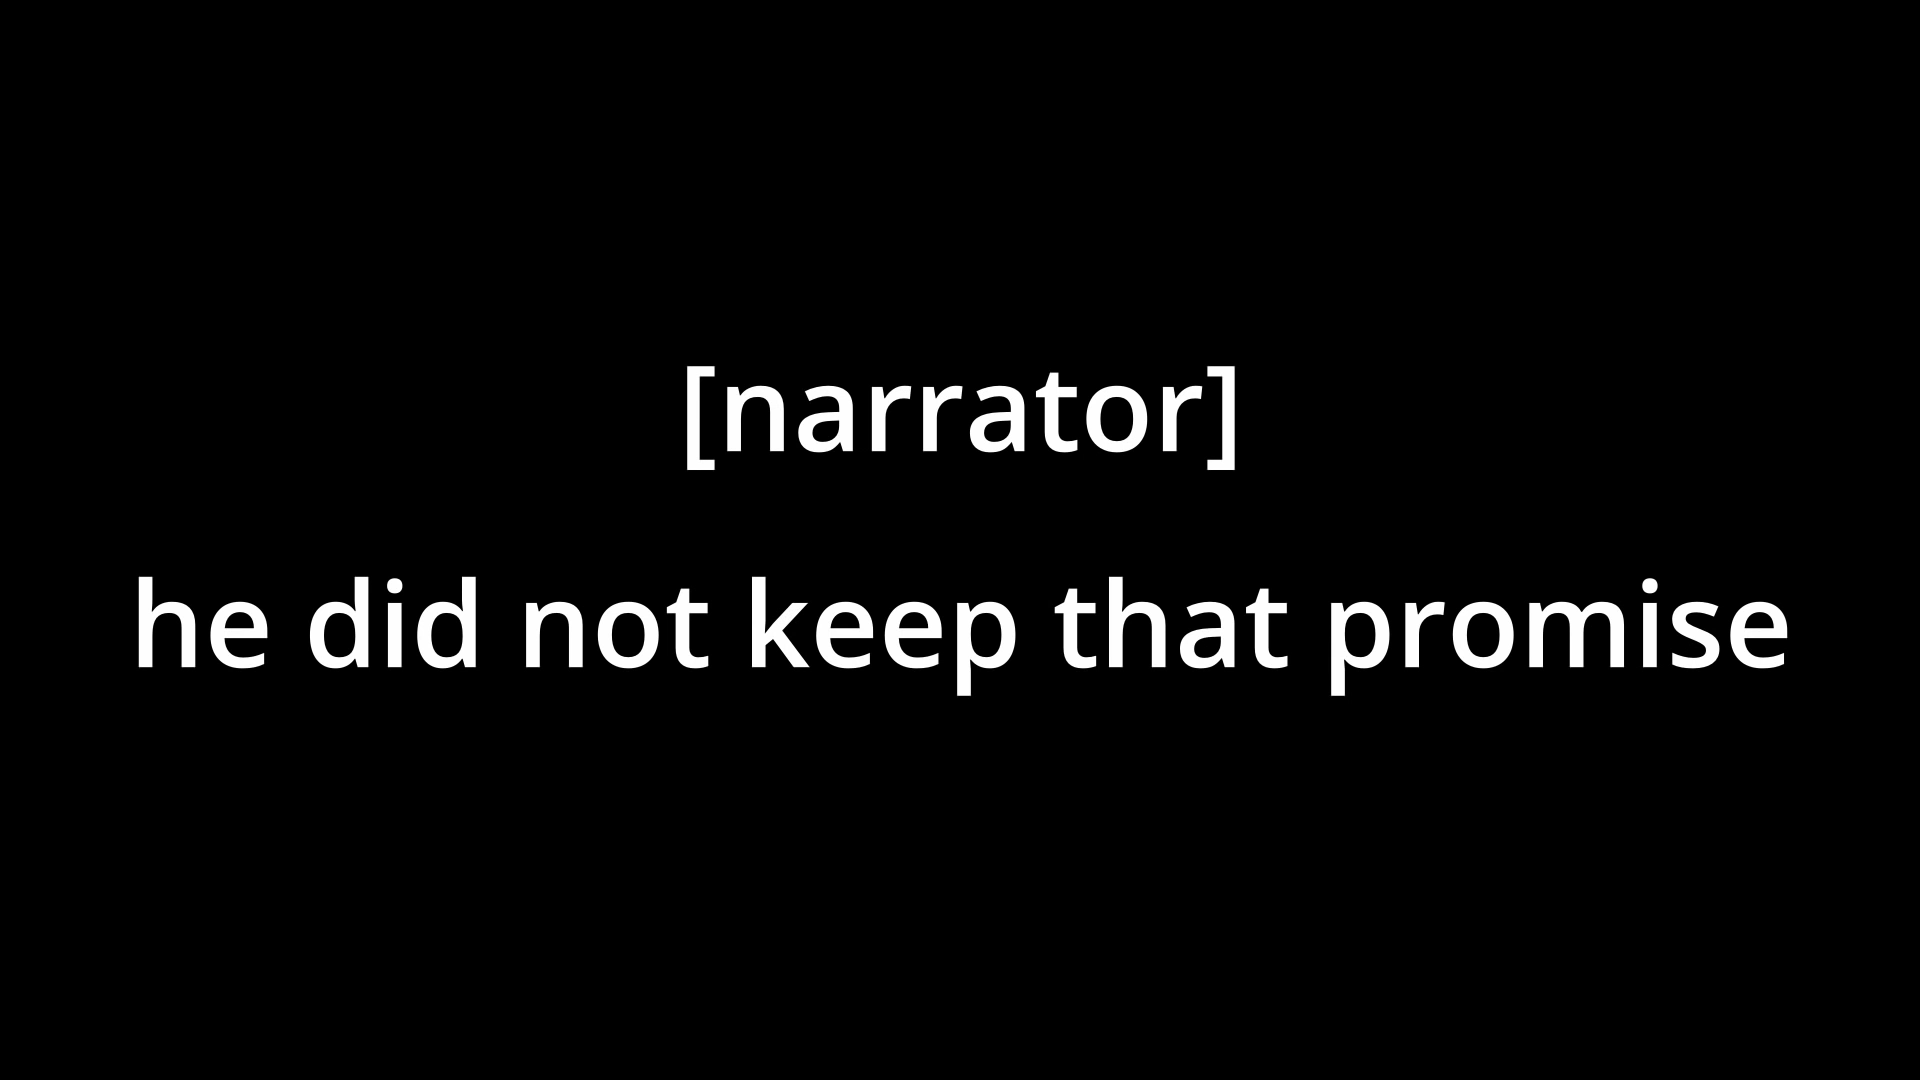 [narrator]
he did not keep that promise